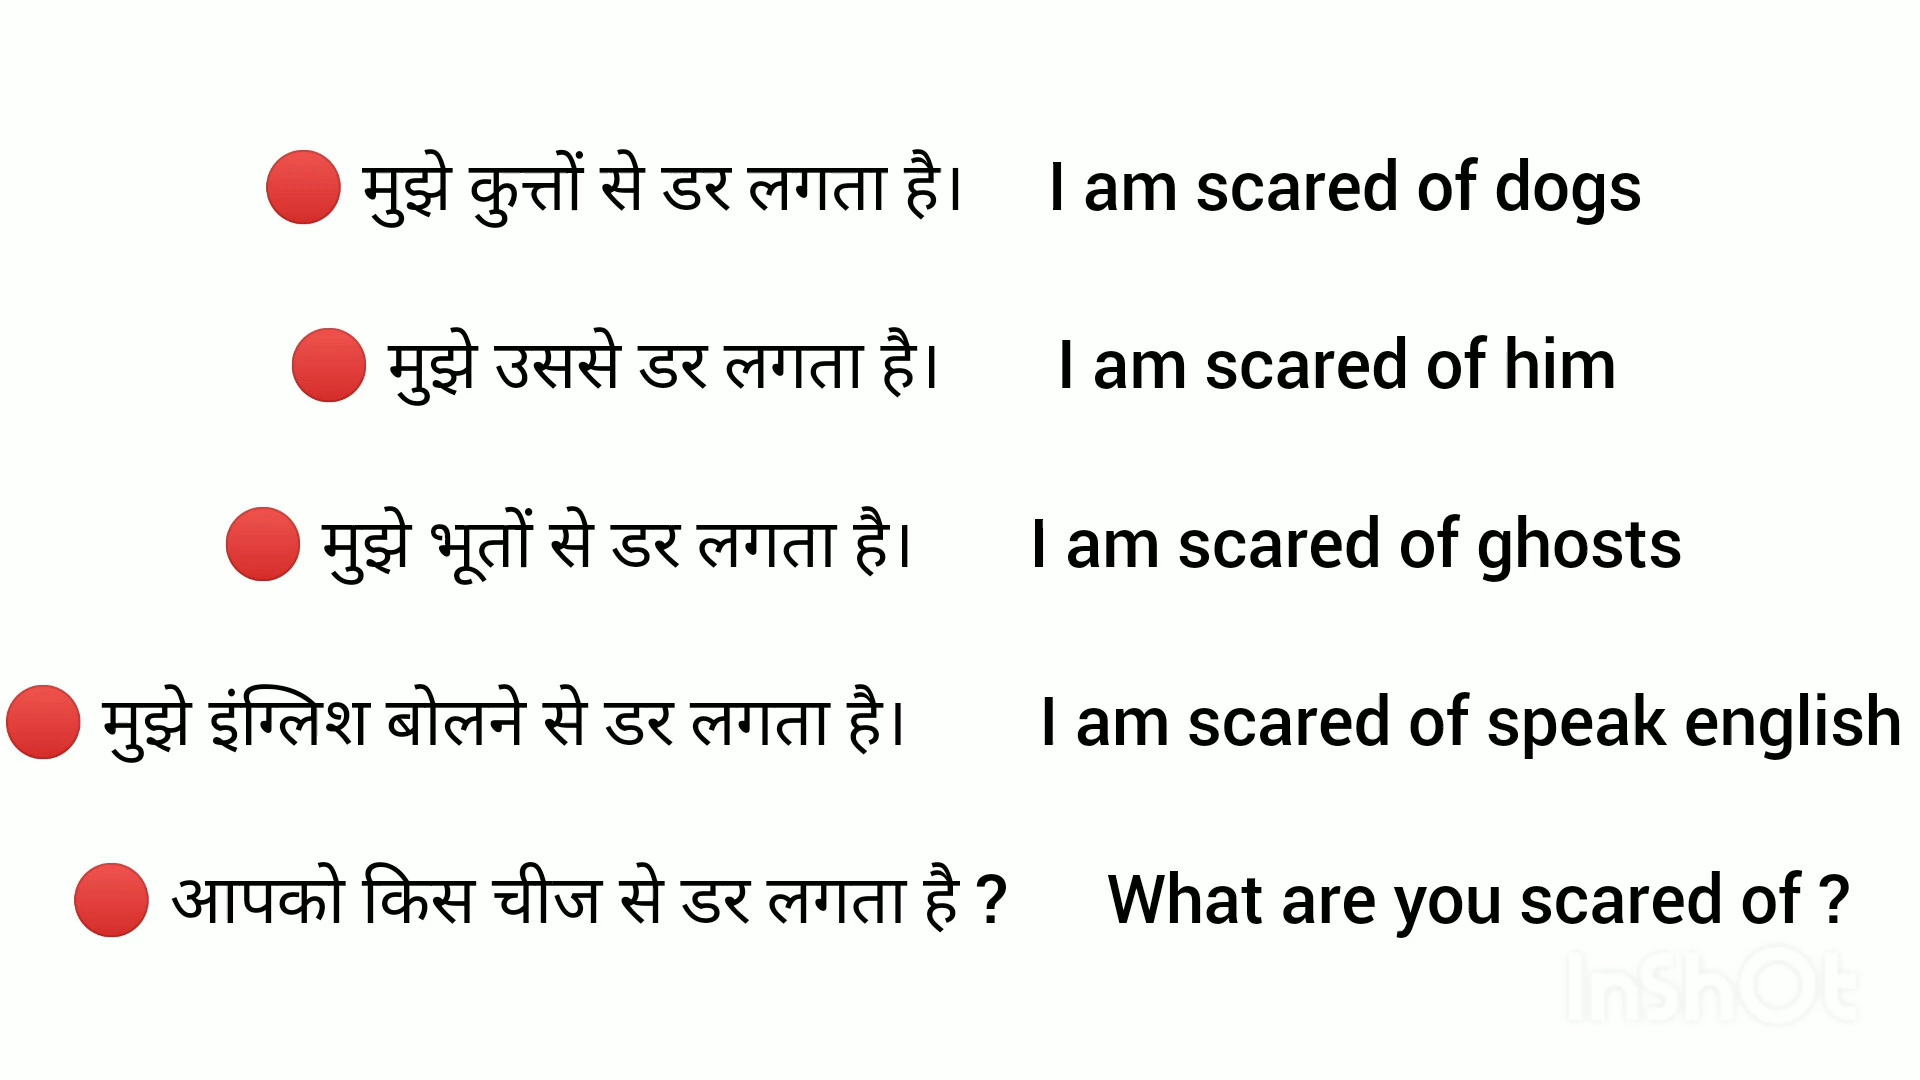 🔴 मुझे कुत्तों से डर लगता है। I am scared of dogs
🔴 मुझे उससे डर लगता है। I am scared of him
🔴 मुझे भूतों से डर लगता है। I am scared of ghosts
🔴 मुझे इंग्लिश बोलने से डर लगता है। I am scared of speak english
🔴 आपको किस चीज से डर लगता है ? What are you scared of ?
InShOt